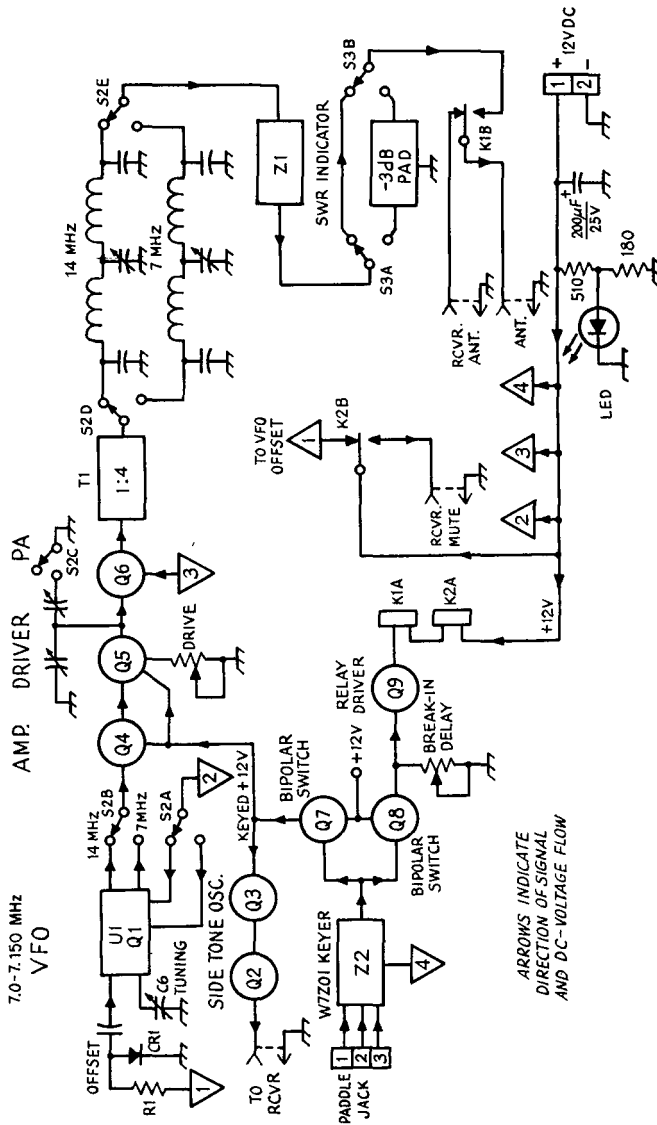 7.0-7.150 MHz
VFO
AMP.
DRIVER
PA
OFFSET
R1
CR1
1
U1
Q1
C6
TUNING
14 MHz
S2B
7MHz
S2A
2
Q4
Q5
DRIVE
Q6
S2C
3
T1
1:4
S2D
14 MHz
7 MHz
S2E
Z1
SWR INDICATOR
S3A
S3B
-3dB
PAD
K1B
RCVR.
ANT.
ANT.
SIDE TONE OSC.
TO
RCVR
Q2
Q3
KEYED +12V
BIPOLAR
SWITCH
Q7
+12V
Q8
BIPOLAR
SWITCH
W7ZOI KEYER
Z2
4
PADDLE
JACK
1
2
3
RELAY
DRIVER
Q9
BREAK-IN
DELAY
K1A
K2A
+12V
TO VFO
OFFSET
1
K2B
RCVR.
MUTE
2
3
4
LED
510
180
200µF
25V
+
1
2
+
12V DC
-
ARROWS INDICATE
DIRECTION OF SIGNAL
AND DC-VOLTAGE FLOW